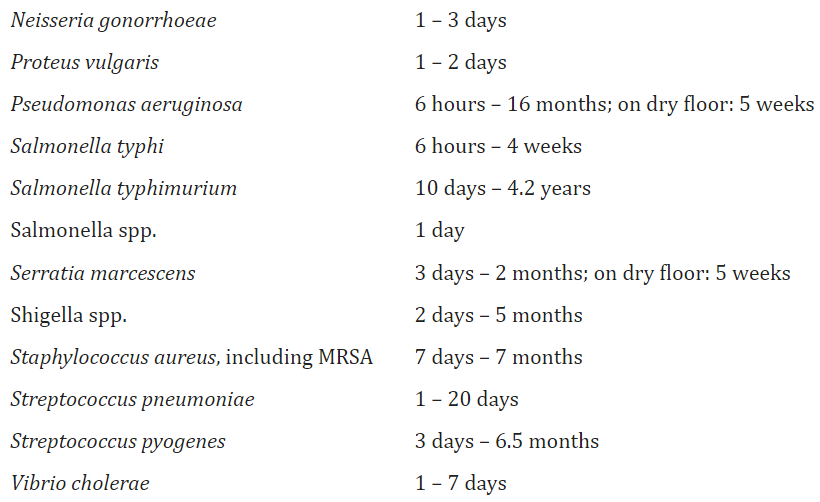 Neisseria gonorrhoeae 1 – 3 days
Proteus vulgaris 1 – 2 days
Pseudomonas aeruginosa 6 hours – 16 months; on dry floor: 5 weeks
Salmonella typhi 6 hours – 4 weeks
Salmonella typhimurium 10 days – 4.2 years
Salmonella spp. 1 day
Serratia marcescens 3 days – 2 months; on dry floor: 5 weeks
Shigella spp. 2 days – 5 months
Staphylococcus aureus, including MRSA 7 days – 7 months
Streptococcus pneumoniae 1 – 20 days
Streptococcus pyogenes 3 days – 6.5 months
Vibrio cholerae 1 – 7 days